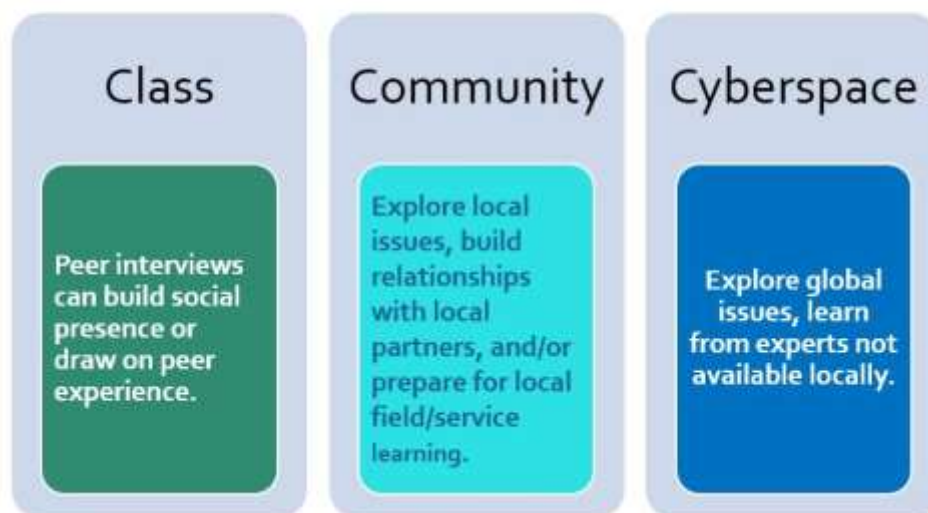 Class
Peer interviews
can build social
presence or
draw on peer
experience.
Community
Explore local
issues, build
relationships
with local
partners, and/or
prepare for local
field/service
learning.
Cyberspace
Explore global
issues, learn
from experts not
available locally.